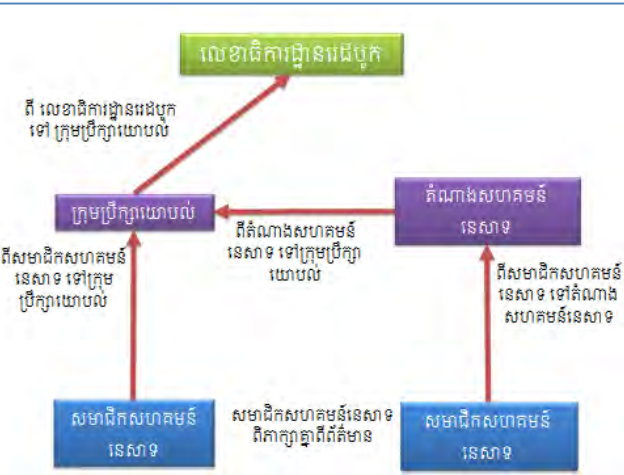 លេខាធិការដ្ឋានរេដបូក
ពី លេខាធិការដ្ឋានរេដបូក
ទៅ ក្រុមប្រឹក្សាយោបល់
ក្រុមប្រឹក្សាយោបល់
តំណាងសហគមន៍
នេសាទ
ពីសមាជិកសហគមន៍
នេសាទ ទៅក្រុម
ប្រឹក្សាយោបល់
ពីតំណាងសហគមន៍
នេសាទ ទៅក្រុមប្រឹក្សា
យោបល់
ពីសមាជិកសហគមន៍
នេសាទ ទៅតំណាង
សហគមន៍នេសាទ
សមាជិកសហគមន៍
នេសាទ
សមាជិកសហគមន៍នេសាទ
ពិភាក្សាគ្នាពីព័ត៌មាន
សមាជិកសហគមន៍
នេសាទ